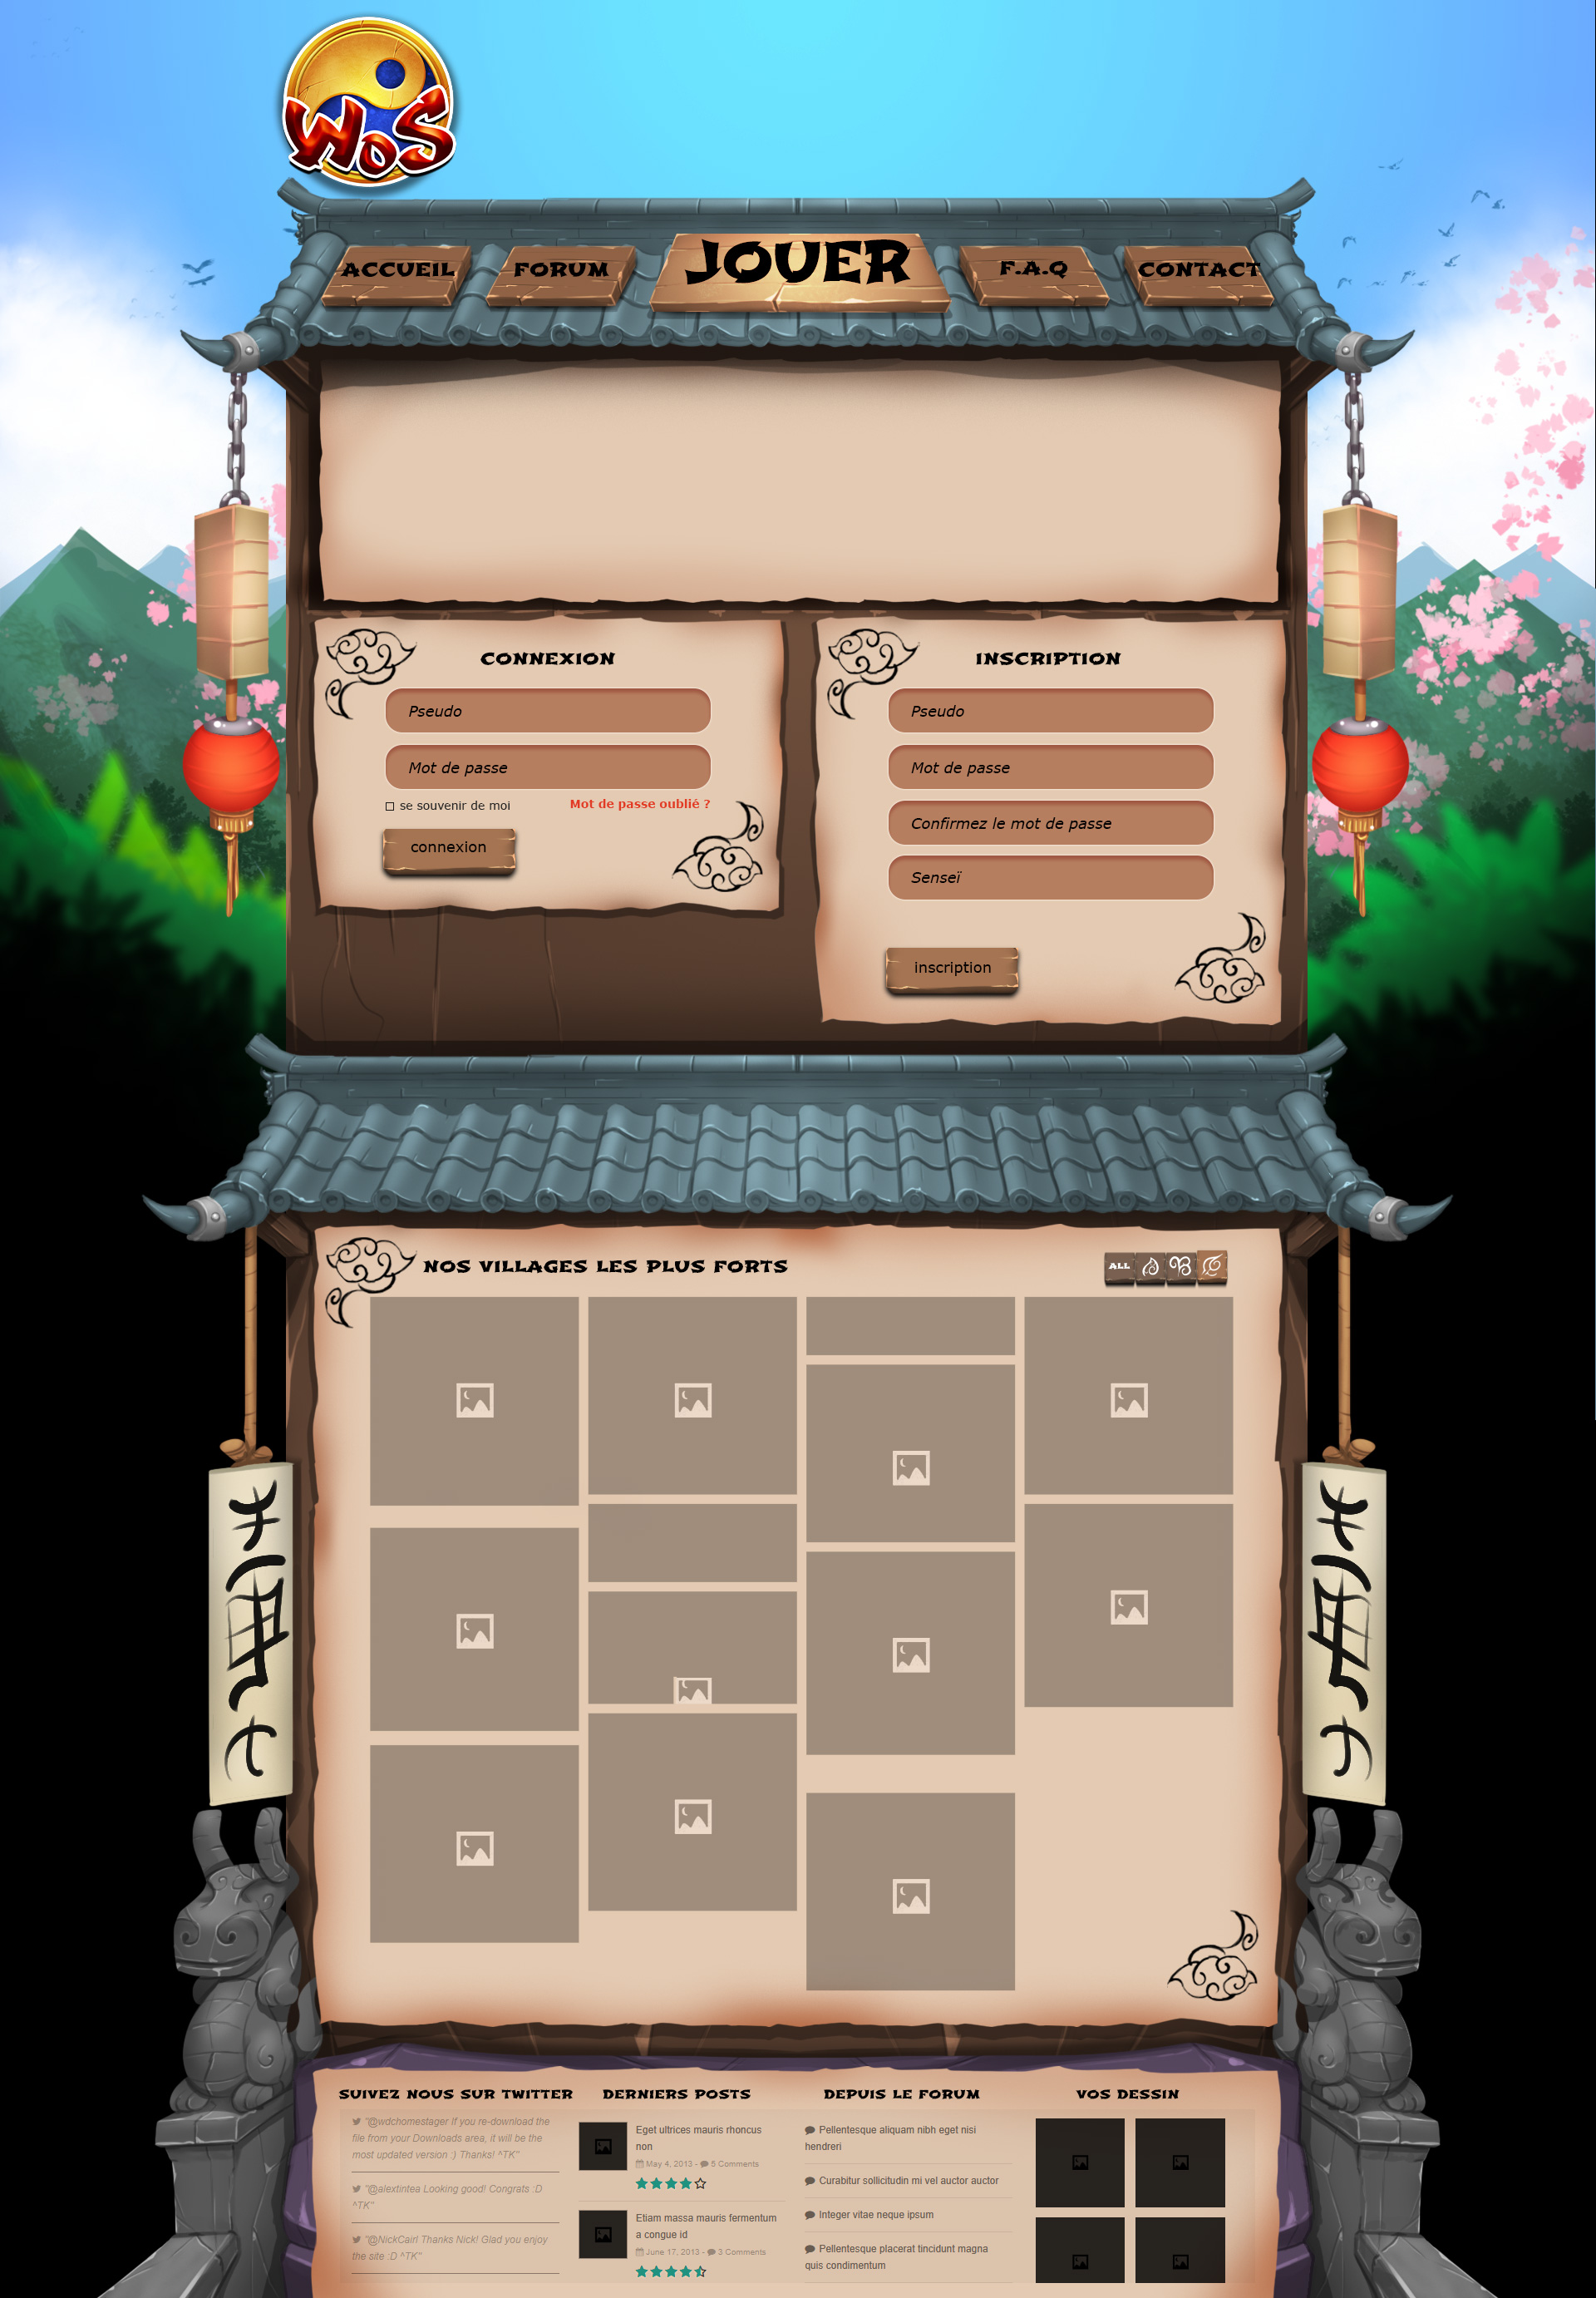 WoS
ACCUEIL
FORUM
JOUER
F.A.Q
CONTACT
CONNEXION
Pseudo
Mot de passe
se souvenir de moi
Mot de passe oublié ?
connexion
INSCRIPTION
Pseudo
Mot de passe
Confirmez le mot de passe
Senseï
inscription
NOS VILLAGES LES PLUS FORTS
ALL
SUIVEZ NOUS SUR TWITTER
"@wdchomestager If you re-download the
file from your Downloads area, it will be the
most updated version :) Thanks! ^TK"
"@alextintea Looking good! Congrats :D
^TK"
"@NickCairl Thanks Nick! Glad you enjoy
the site :D ^TK"
DERNIERS POSTS
Eget ultrices mauris rhoncus
non
May 4, 2013 - 5 Comments
Etiam massa mauris fermentum
a congue id
June 17, 2013 - 3 Comments
DEPUIS LE FORUM
Pellentesque aliquam nibh eget nisi
hendreri
Curabitur sollicitudin mi vel auctor auctor
Integer vitae neque ipsum
Pellentesque placerat tincidunt magna
quis condimentum
VOS DESSIN